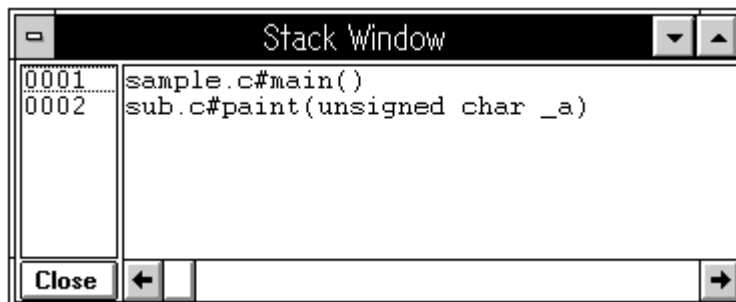 Stack Window
0001 sample.c#main()
0002 sub.c#paint(unsigned char _a)
Close